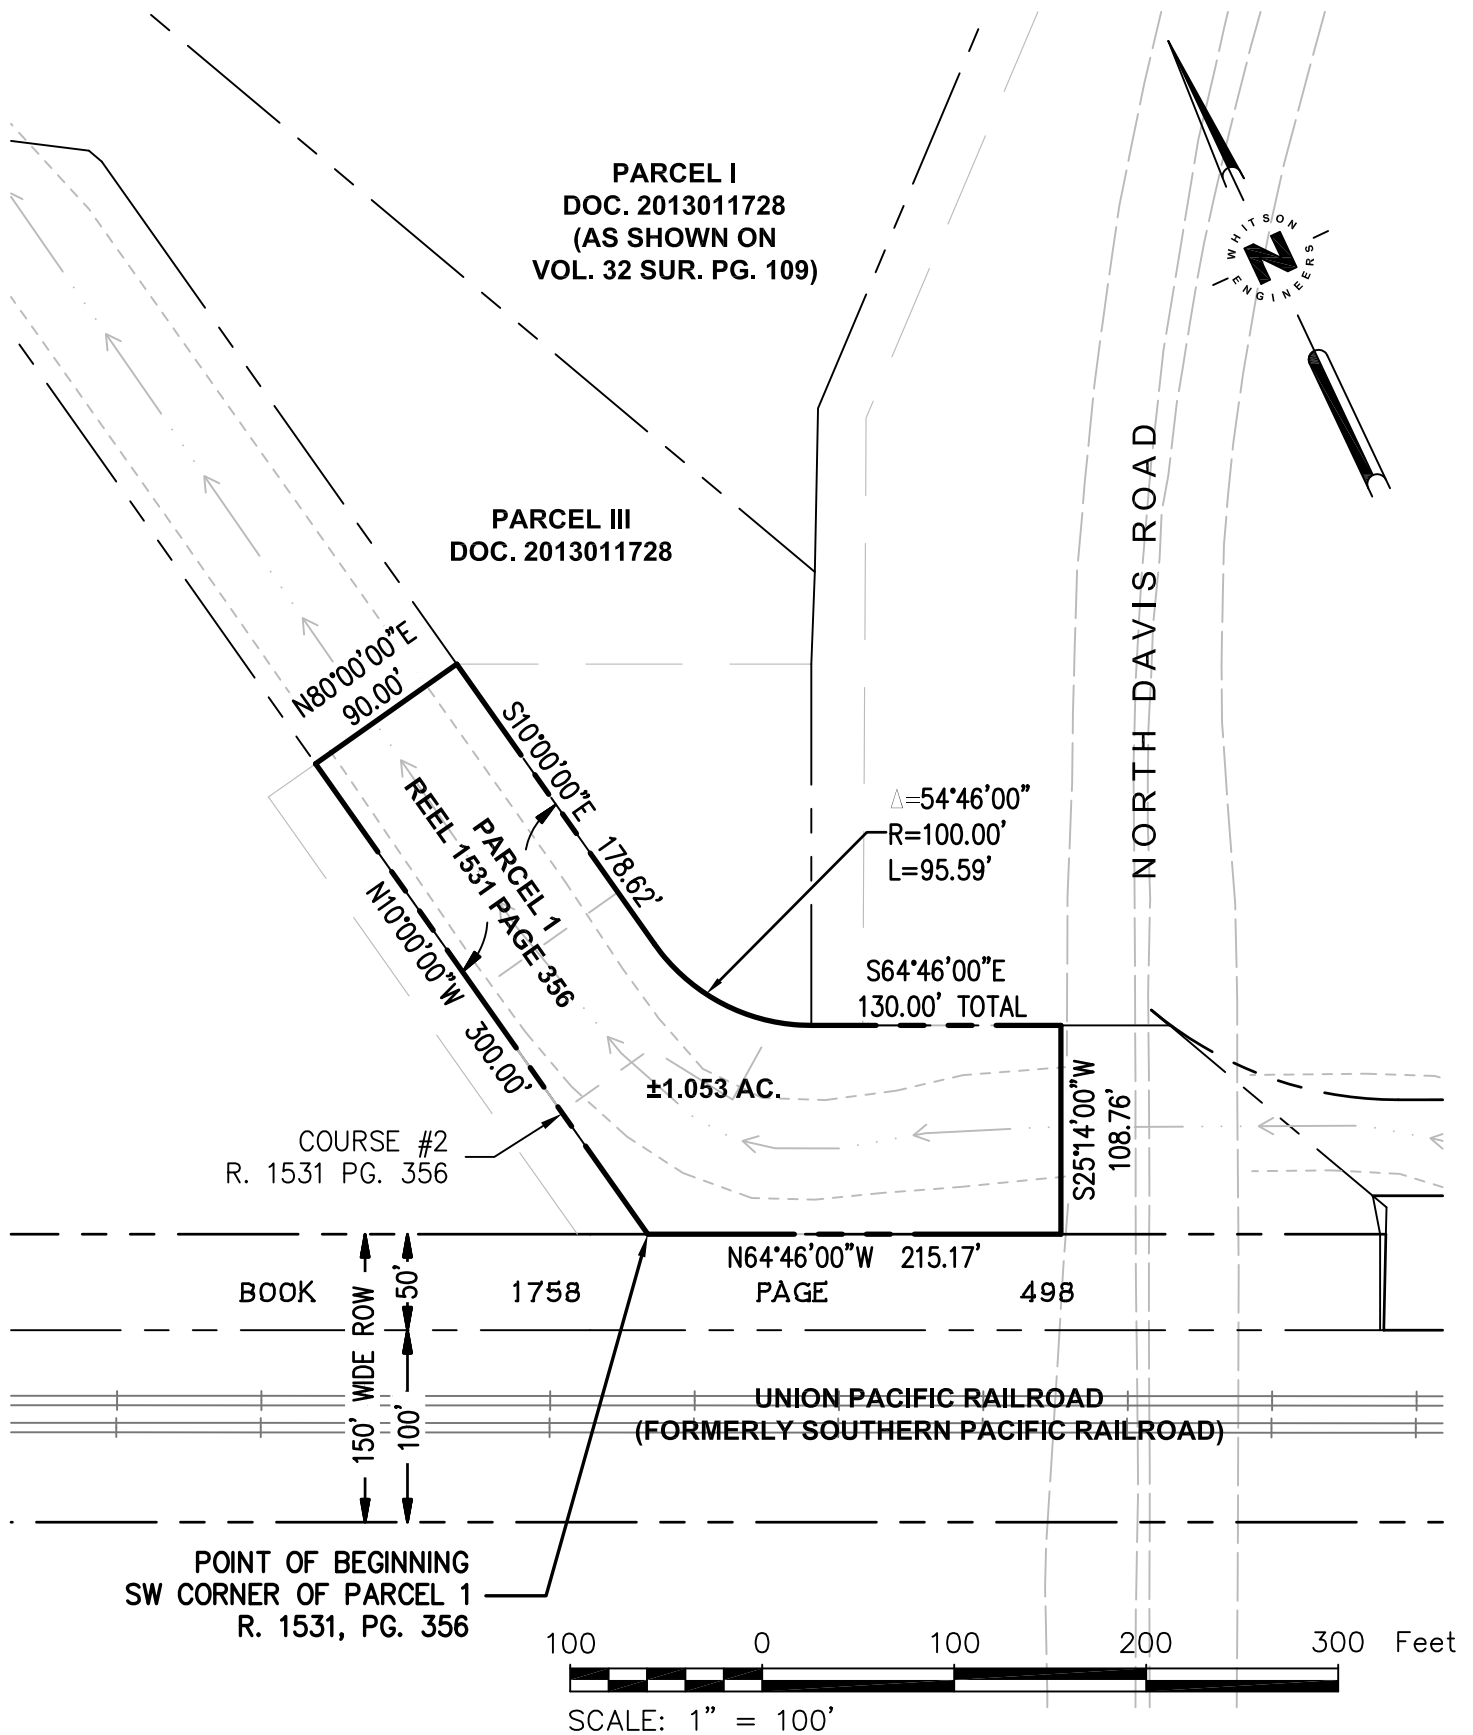 PARCEL I
DOC. 2013011728
(AS SHOWN ON
VOL. 32 SUR. PG. 109)
WHITSON
N
ENGINEERS
PARCEL III
DOC. 2013011728
NORTH DAVIS ROAD
N80°00'00"E
90.00'
S10°00'00"E 178.62'
PARCEL 1
REEL 1531 PAGE 356
N10°00'00"W 300.00'
Δ=54°46'00"
R=100.00'
L=95.59'
S64°46'00"E
130.00' TOTAL
±1.053 AC.
S25°14'00"W
108.76'
COURSE #2
R. 1531 PG. 356
N64°46'00"W 215.17'
BOOK 1758 PAGE 498
150' WIDE ROW
50'
100'
UNION PACIFIC RAILROAD
(FORMERLY SOUTHERN PACIFIC RAILROAD)
POINT OF BEGINNING
SW CORNER OF PARCEL 1
R. 1531, PG. 356
100 0 100 200 300 Feet
SCALE: 1" = 100'